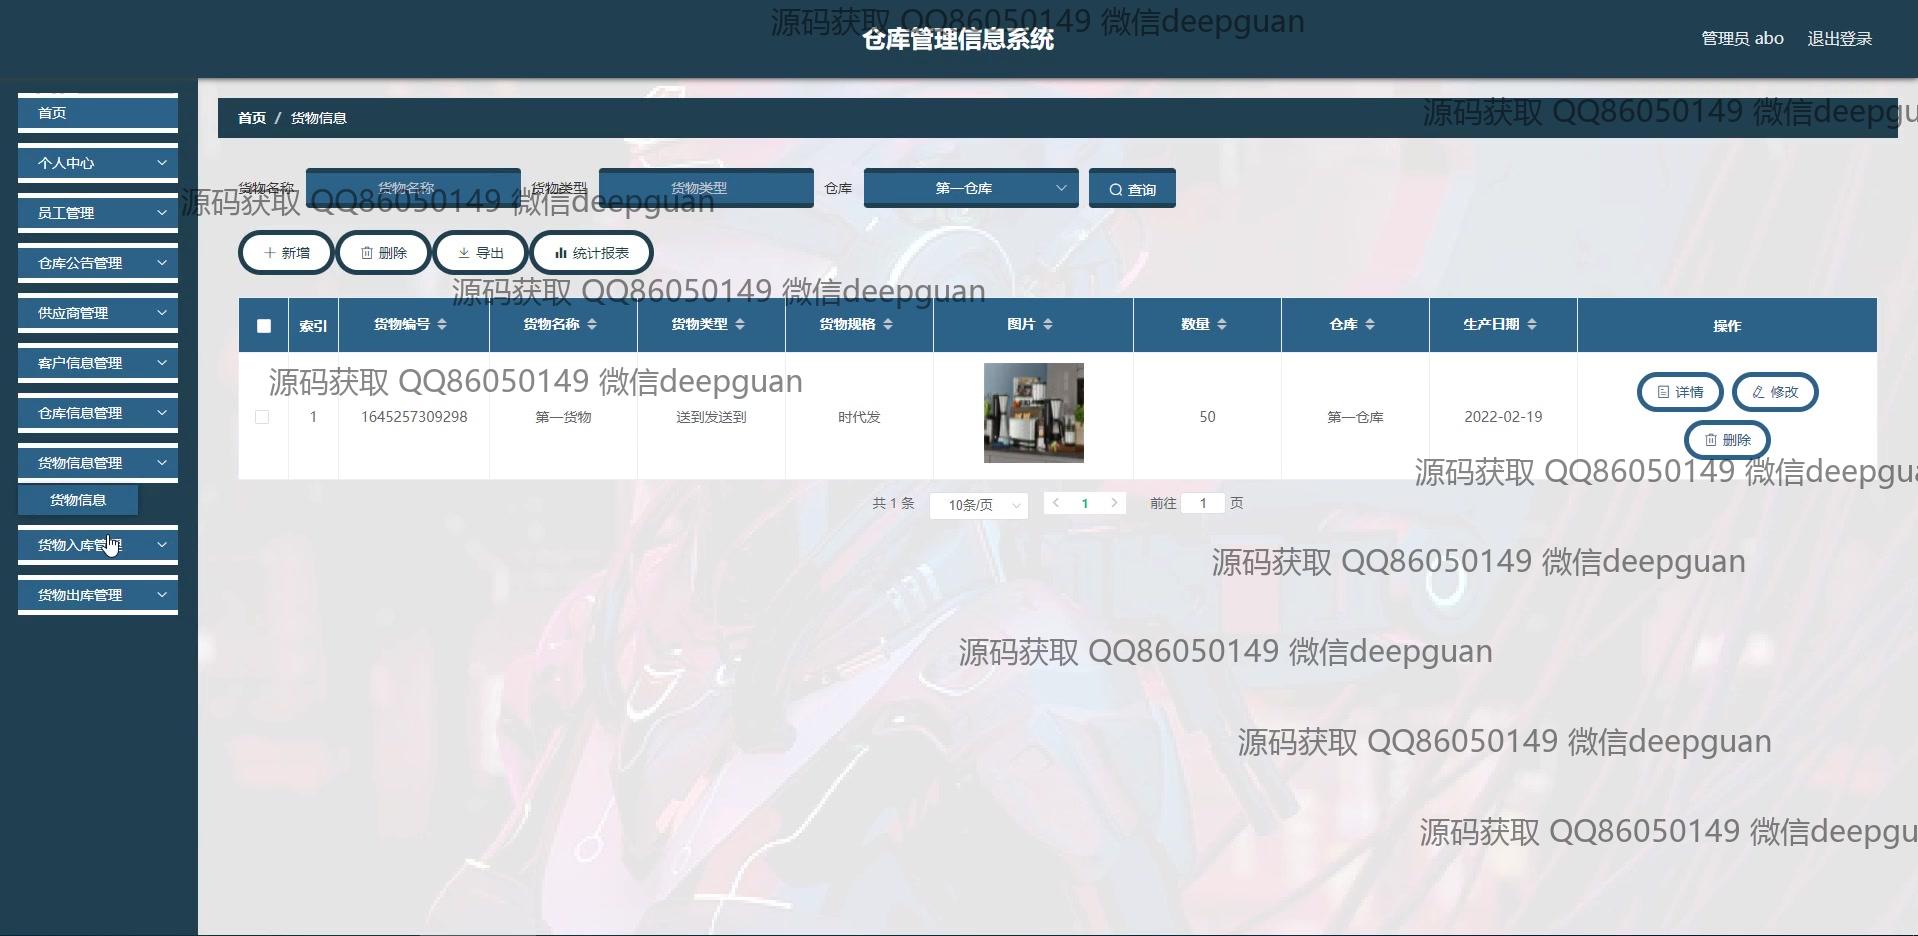 源码获取 QQ86050149 微信deepguan
仓库管理信息系统
管理员 abo 退出登录
首页
个人中心
员工管理
仓库公告管理
供应商管理
客户信息管理
仓库信息管理
货物信息管理
货物信息
货物入库管理
货物出库管理
首页 / 货物信息
源码获取 QQ86050149 微信deepgu
货物名称 货物名称 货物类型 货物类型 仓库 第一仓库 查询
源码获取 QQ86050149 微信deepguan
新增 删除 导出 统计报表
源码获取 QQ86050149 微信deepguan
索引 货物编号 货物名称 货物类型 货物规格 图片 数量 仓库 生产日期 操作
源码获取 QQ86050149 微信deepguan
1 1645257309298 第一货物 送到发送到 时代发 50 第一仓库 2022-02-19 详情 修改
删除
源码获取 QQ86050149 微信deepgua
共 1 条 10条/页 1 前往 1 页
源码获取 QQ86050149 微信deepguan
源码获取 QQ86050149 微信deepguan
源码获取 QQ86050149 微信deepguan
源码获取 QQ86050149 微信deepgu